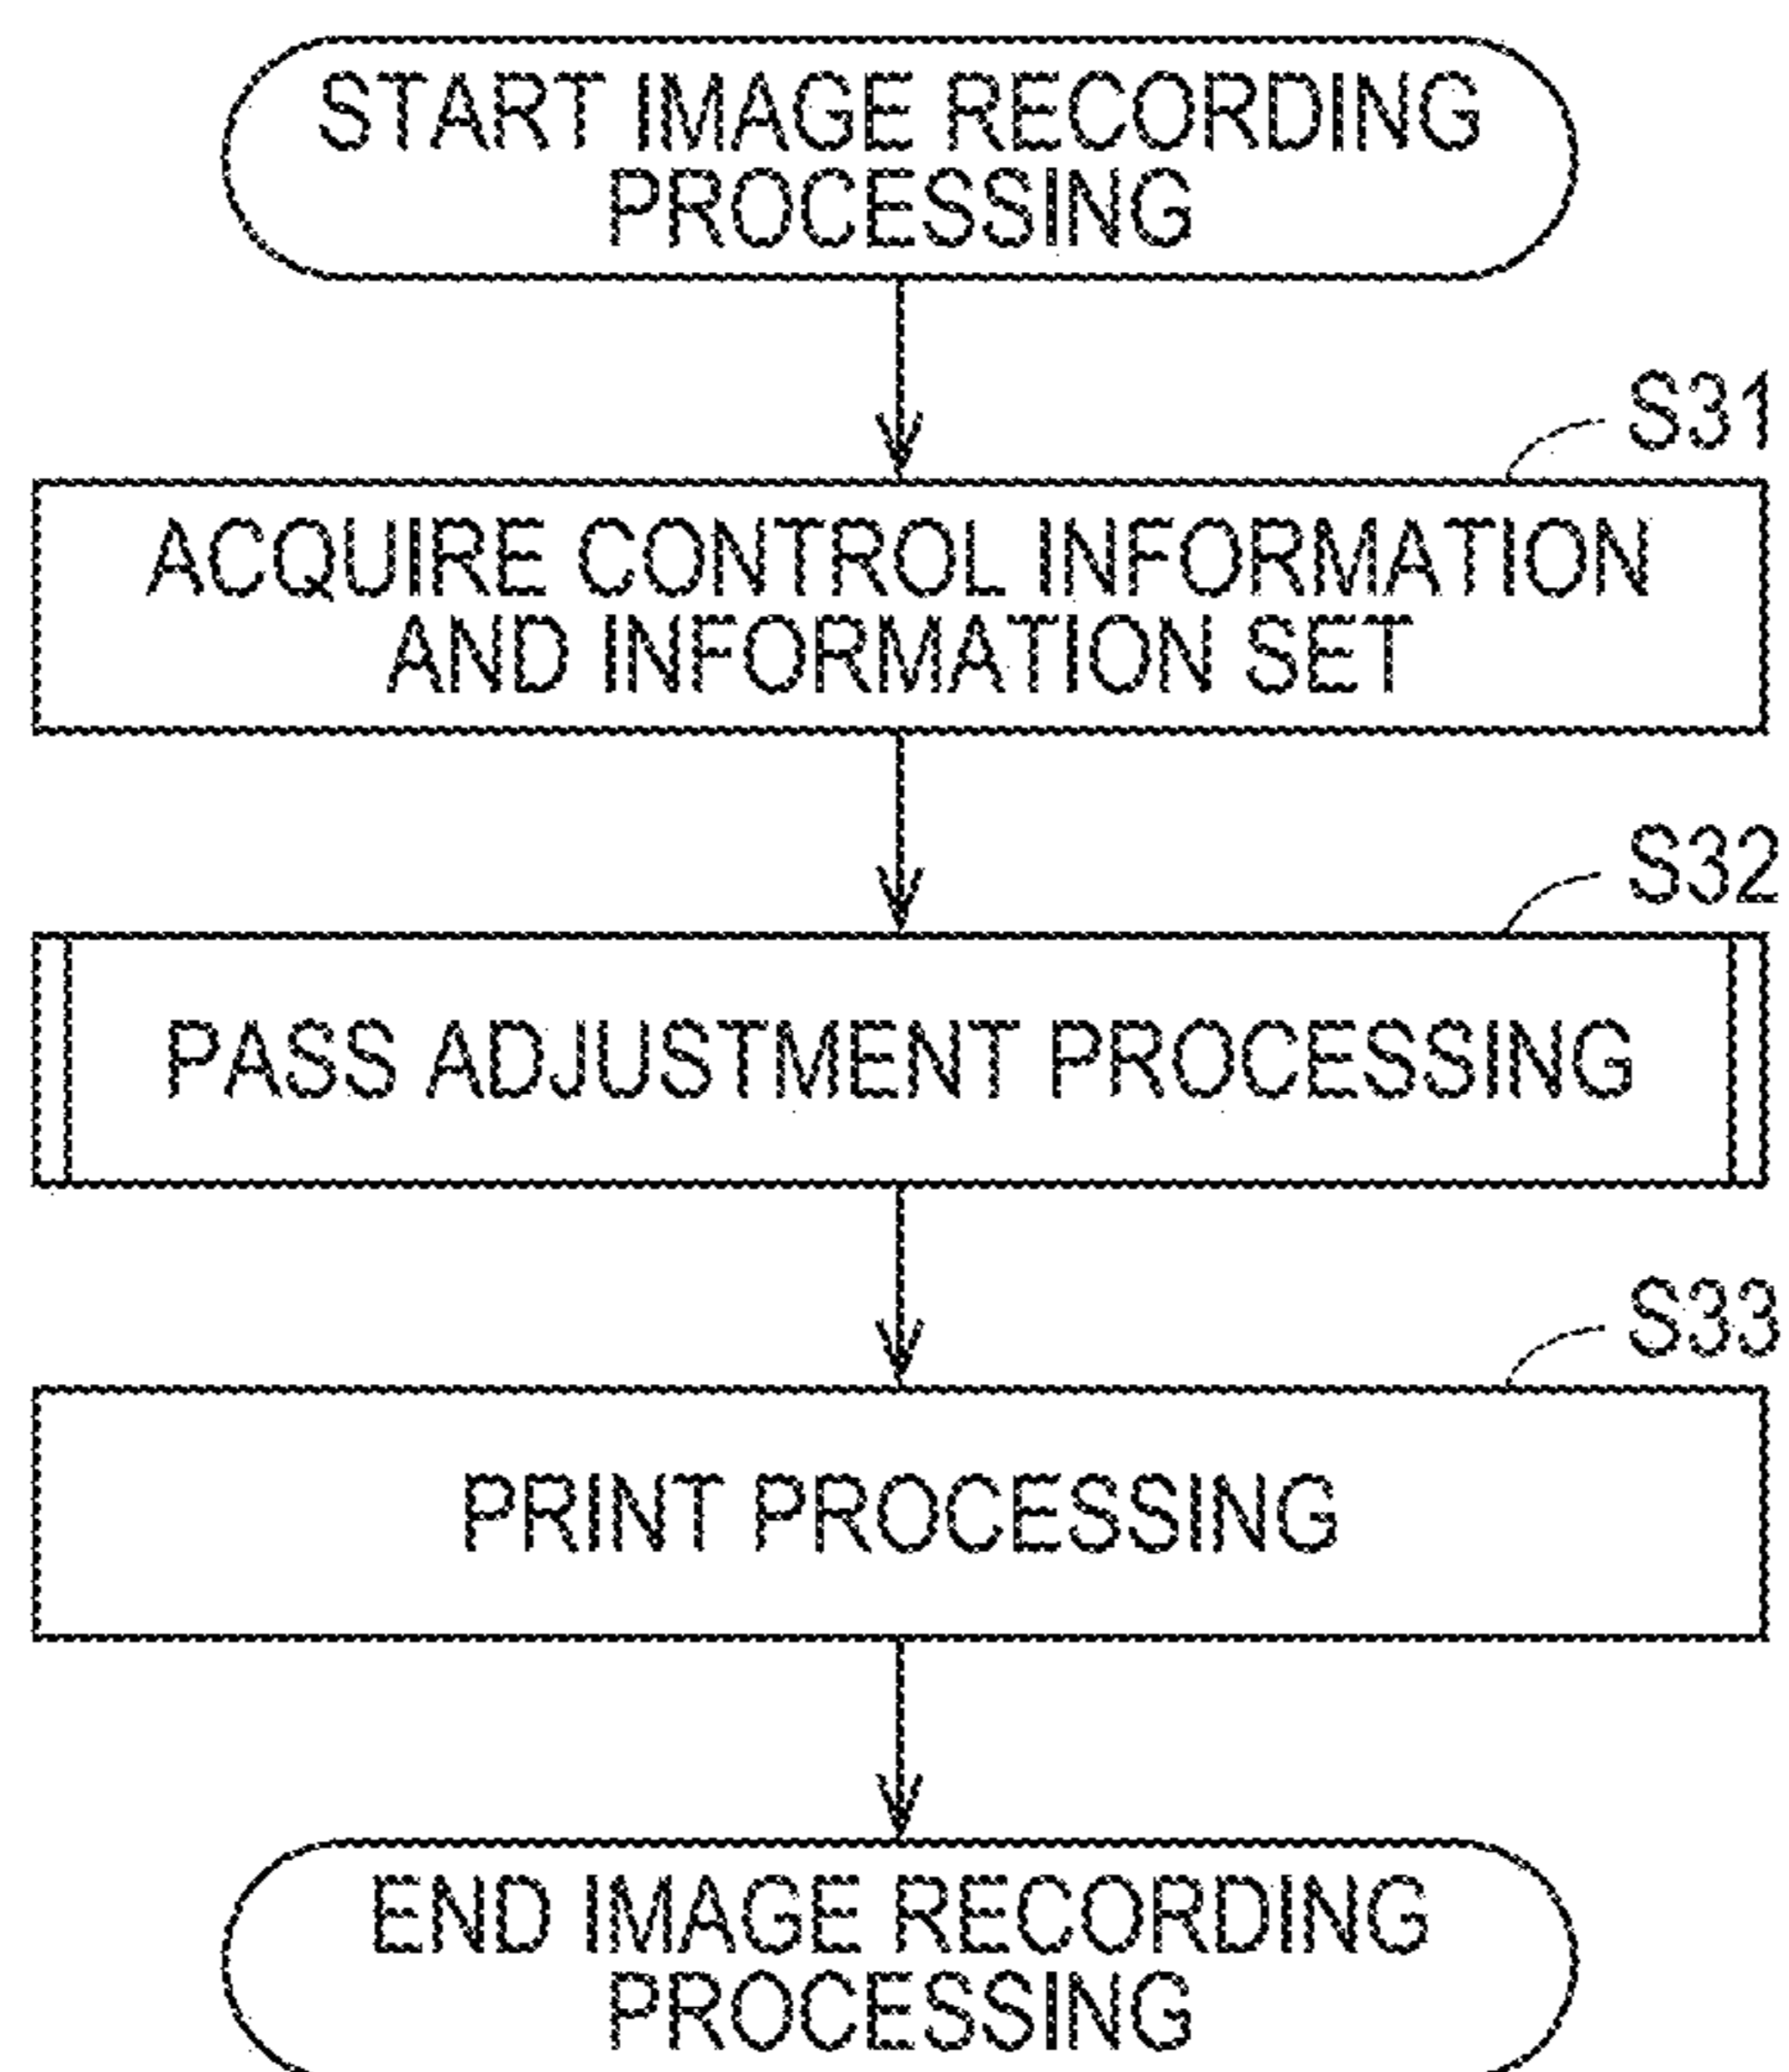 START IMAGE RECORDING
PROCESSING
S31
ACQUIRE CONTROL INFORMATION
AND INFORMATION SET
S32
PASS ADJUSTMENT PROCESSING
S33
PRINT PROCESSING
END IMAGE RECORDING
PROCESSING